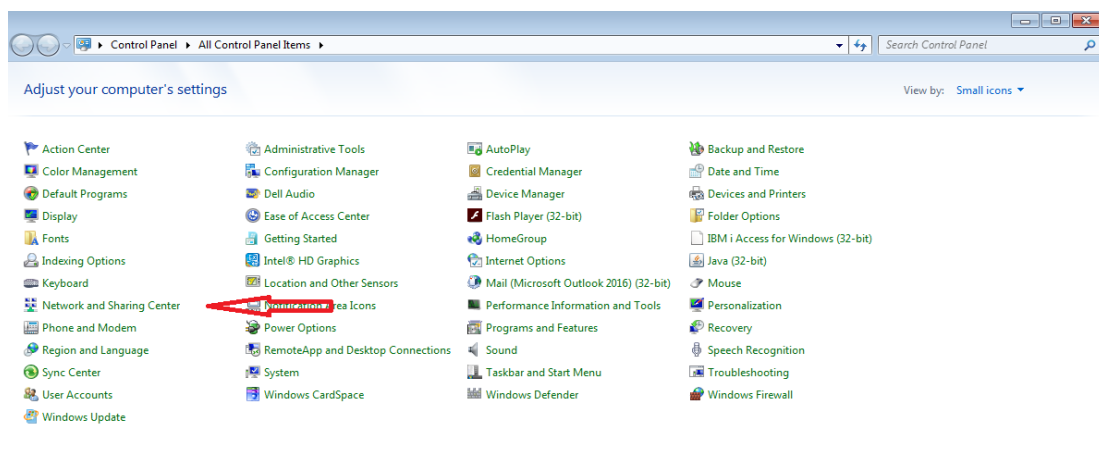 Control Panel ▸ All Control Panel Items ▸
Search Control Panel
Adjust your computer's settings
View by: Small icons
Action Center
Administrative Tools
AutoPlay
Backup and Restore
Color Management
Configuration Manager
Credential Manager
Date and Time
Default Programs
Dell Audio
Device Manager
Devices and Printers
Display
Ease of Access Center
Flash Player (32-bit)
Folder Options
Fonts
Getting Started
HomeGroup
IBM i Access for Windows (32-bit)
Indexing Options
Intel® HD Graphics
Internet Options
Java (32-bit)
Keyboard
Location and Other Sensors
Mail (Microsoft Outlook 2016) (32-bit)
Mouse
Network and Sharing Center
Notification Area Icons
Performance Information and Tools
Personalization
Phone and Modem
Power Options
Programs and Features
Recovery
Region and Language
RemoteApp and Desktop Connections
Sound
Speech Recognition
Sync Center
System
Taskbar and Start Menu
Troubleshooting
User Accounts
Windows CardSpace
Windows Defender
Windows Firewall
Windows Update